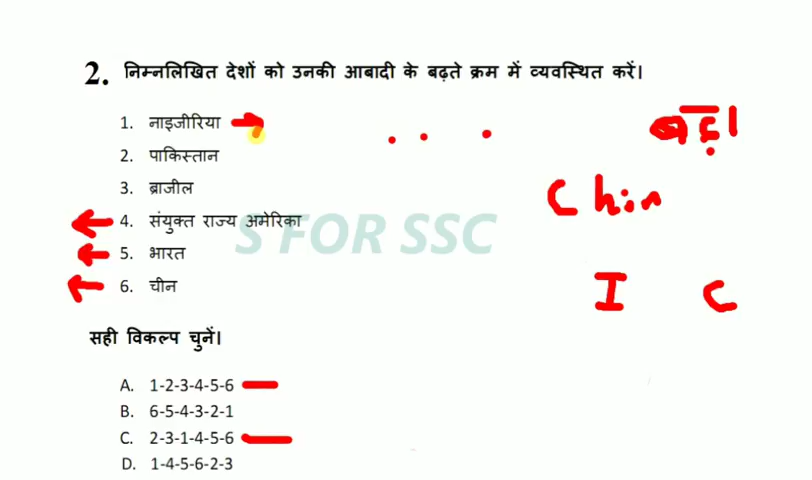 2. निम्नलिखित देशों को उनकी आबादी के बढ़ते क्रम में व्यवस्थित करें।
1. नाइजीरिया
बड़ा
2. पाकिस्तान
3. ब्राजील
Chin
4. संयुक्त राज्य अमेरिका
S FOR SSC
5. भारत
6. चीन
I C
सही विकल्प चुनें।
A. 1-2-3-4-5-6
B. 6-5-4-3-2-1
C. 2-3-1-4-5-6
D. 1-4-5-6-2-3